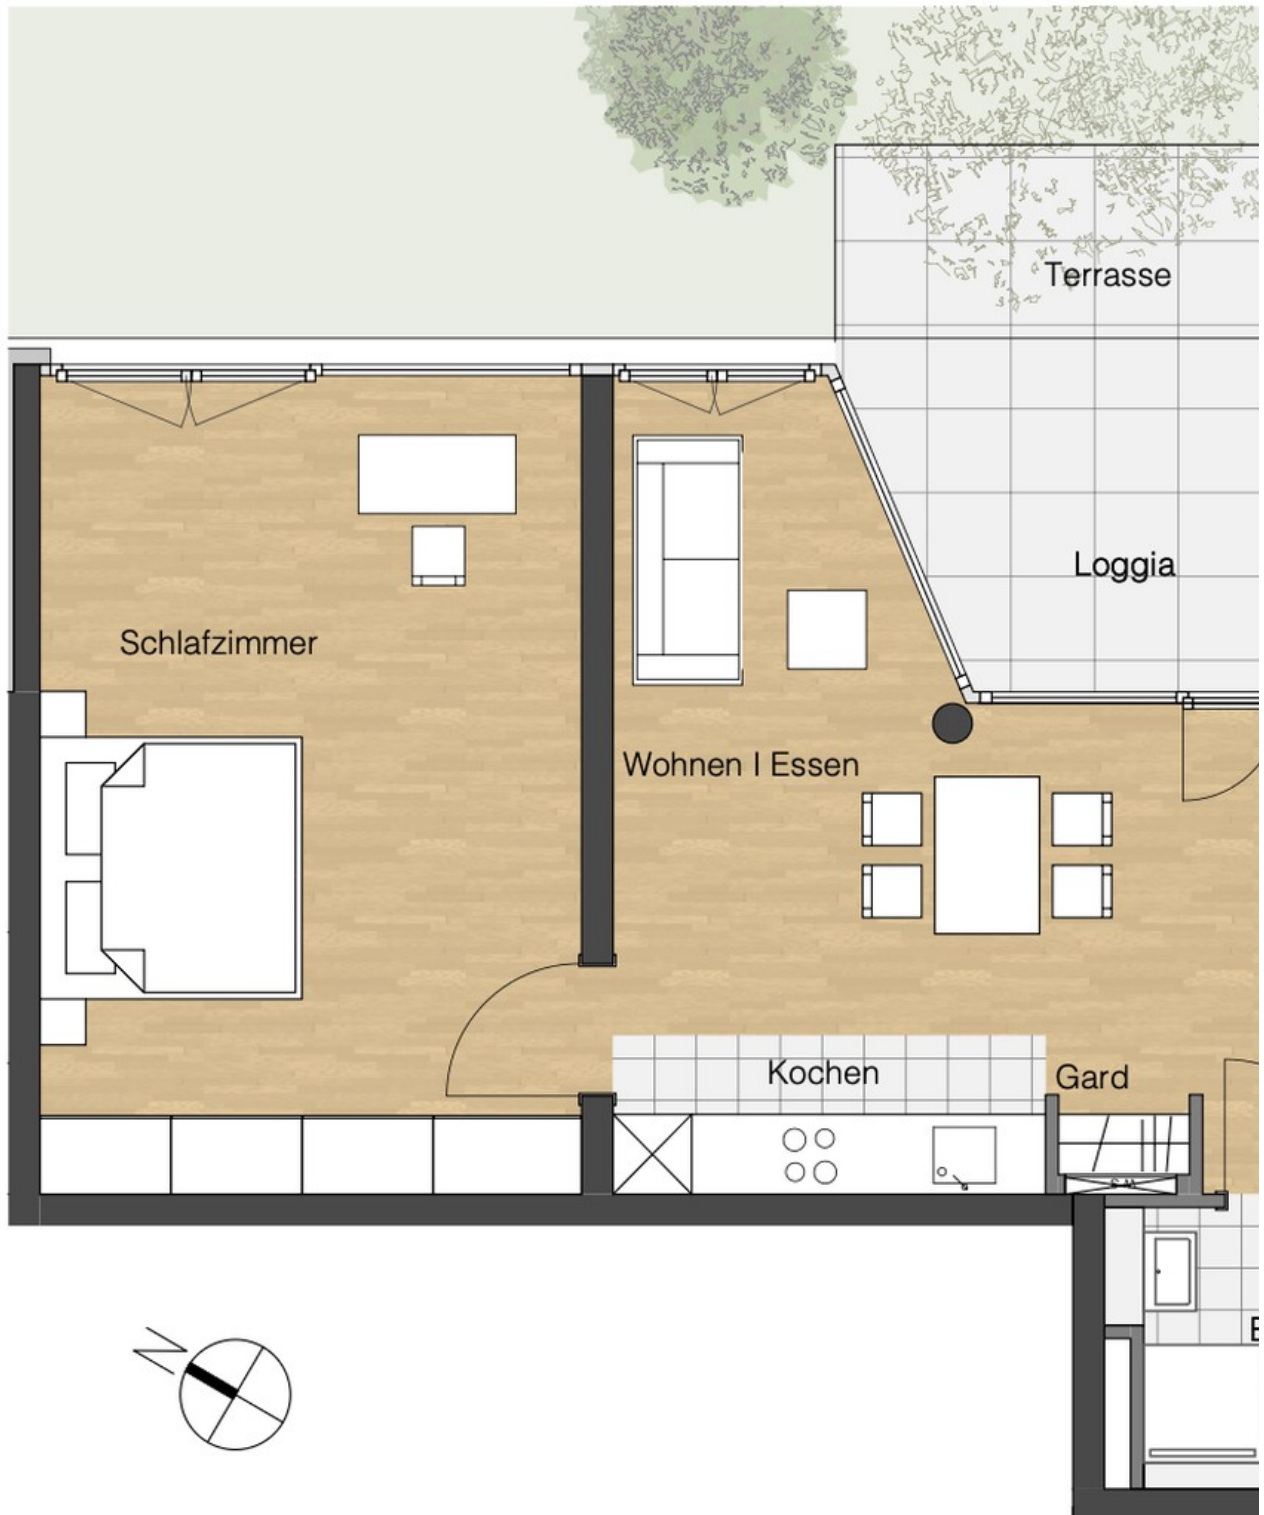 Terrasse
Loggia
Schlafzimmer
Wohnen I Essen
Kochen
Gard
N